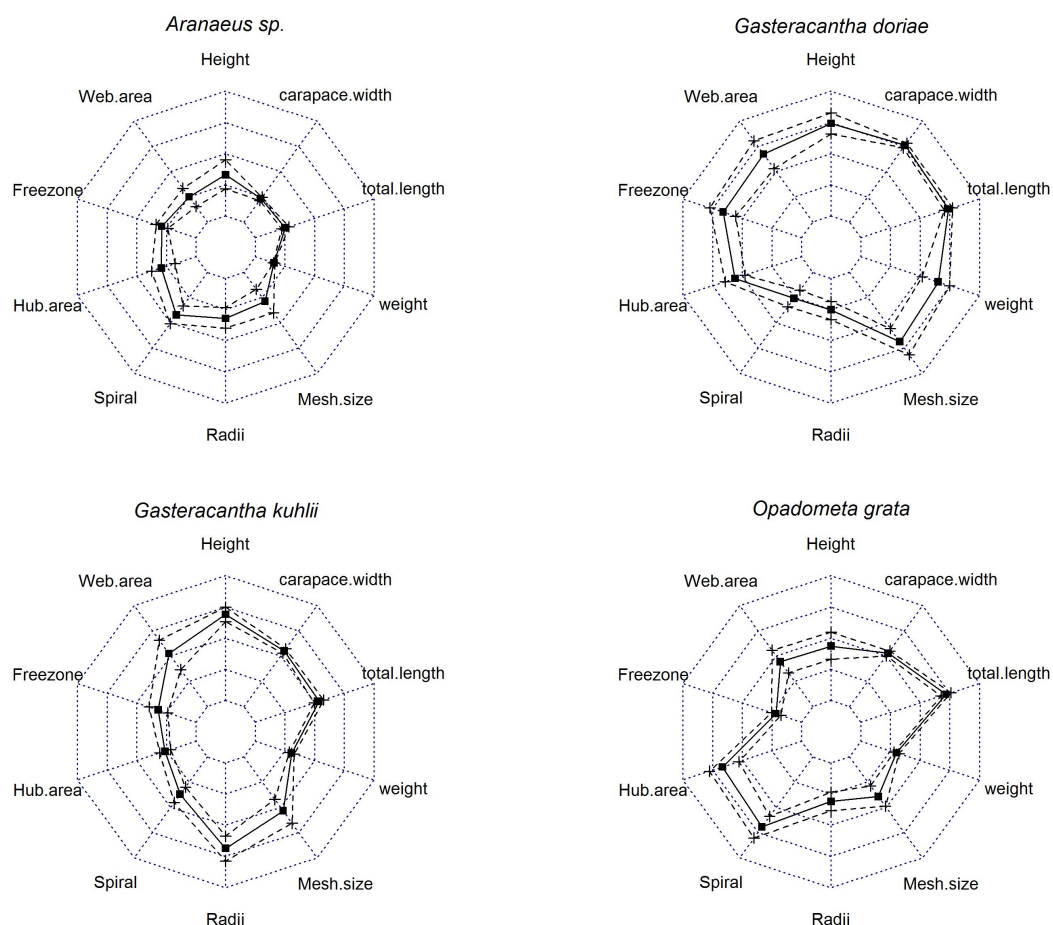 Aranaeus sp.
Height
carapace.width
total.length
weight
Mesh.size
Radii
Spiral
Hub.area
Freezone
Web.area
Gasteracantha doriae
Height
carapace.width
total.length
weight
Mesh.size
Radii
Spiral
Hub.area
Freezone
Web.area
Gasteracantha kuhlii
Height
carapace.width
total.length
weight
Mesh.size
Radii
Spiral
Hub.area
Freezone
Web.area
Opadometa grata
Height
carapace.width
total.length
weight
Mesh.size
Radii
Spiral
Hub.area
Freezone
Web.area